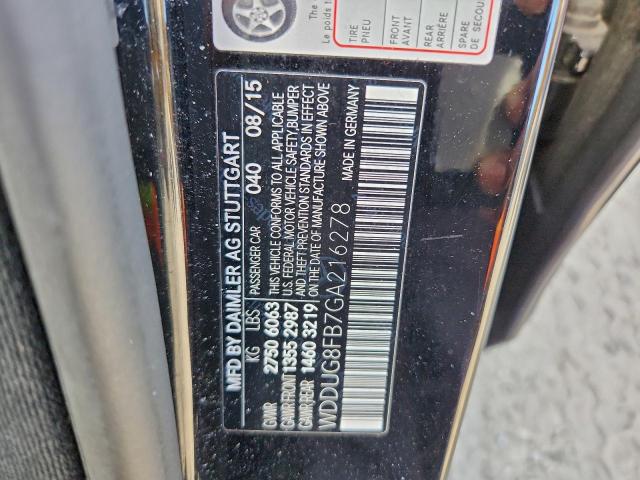 The
Le poids t
TIRE
PNEU
FRONT
AVANT
REAR
ARRIÈRE
SPARE
DE SECOU
MFD BY DAIMLER AG STUTTGART
KG LBS PASSENGER CAR 040 08/15
GVWR 2750 6063 THIS VEHICLE CONFORMS TO ALL APPLICABLE
GAWR-FRONT 1355 2987 U.S. FEDERAL MOTOR VEHICLE SAFETY,BUMPER
GAWR-REAR 1460 3219 AND THEFT PREVENTION STANDARDS IN EFFECT
ON THE DATE OF MANUFACTURE SHOWN ABOVE
WDDUG8FB7GA216278 MADE IN GERMANY